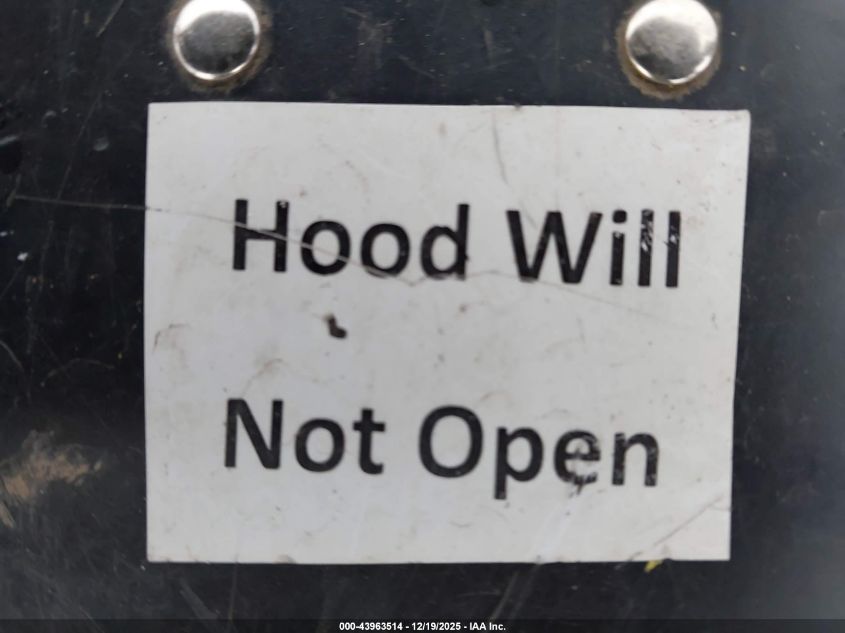 Hood Will
Not Open
000-43963514 - 12/19/2025 - IAA Inc.